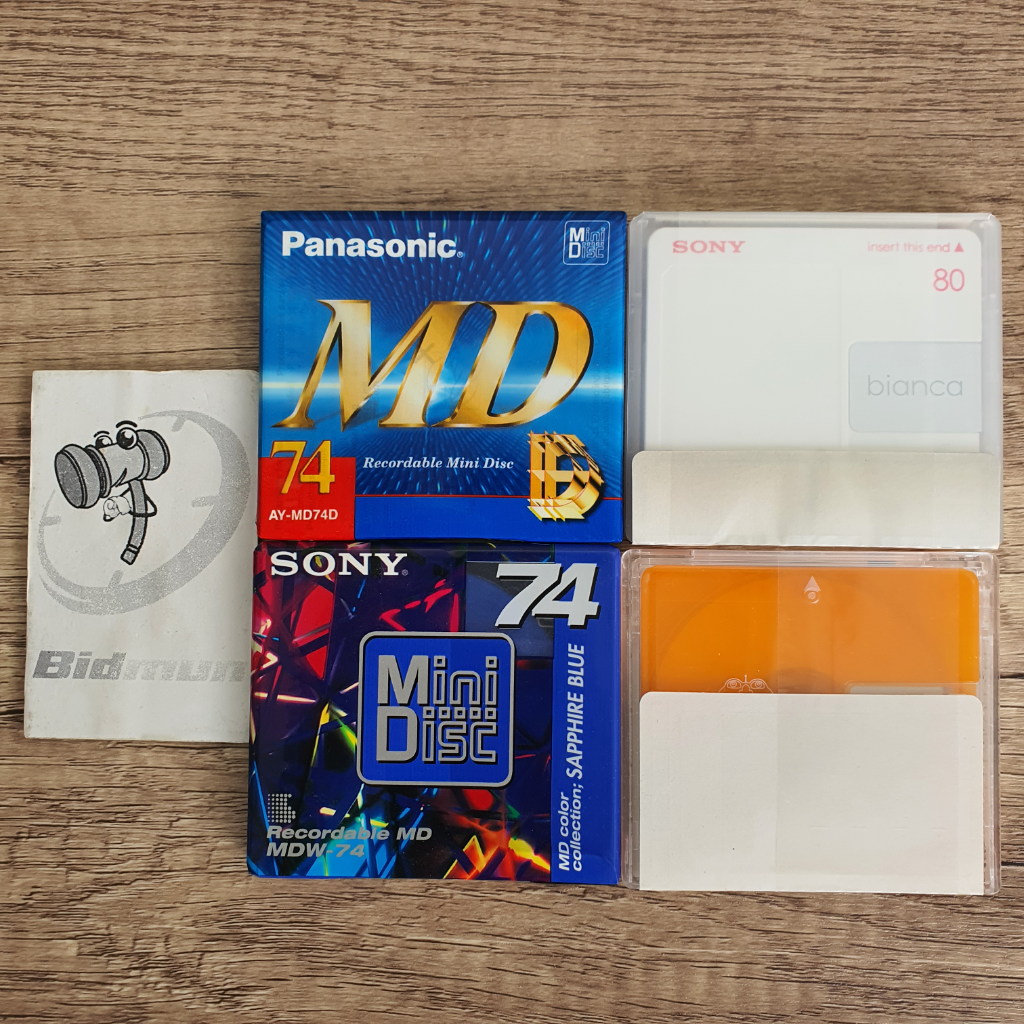 Bidmun
Panasonic®
Mini
Disc
MD
74
Recordable Mini Disc
AY-MD74D
SONY
insert this end ▲
80
bianca
SONY®
74
Mini
Disc
MD color
collection; SAPPHIRE BLUE
Recordable MD
MDW-74